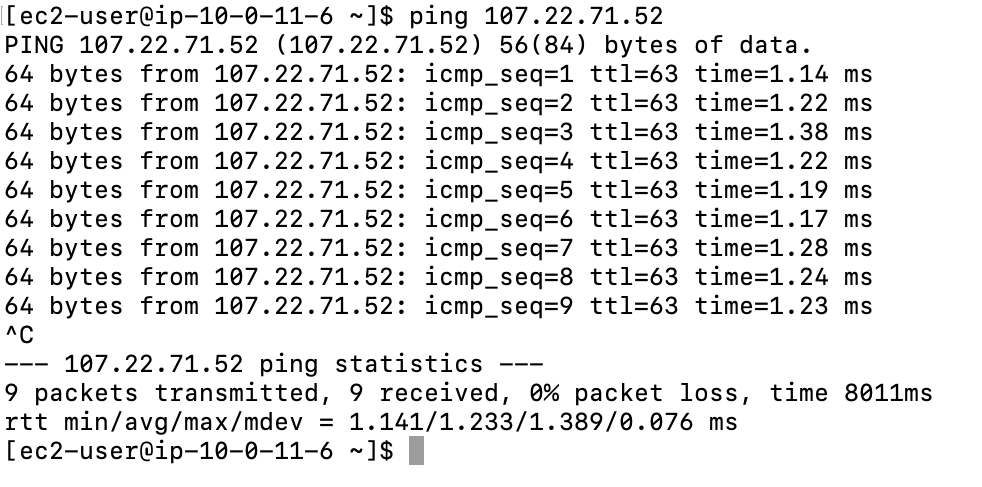 [ec2-user@ip-10-0-11-6 ~]$ ping 107.22.71.52
PING 107.22.71.52 (107.22.71.52) 56(84) bytes of data.
64 bytes from 107.22.71.52: icmp_seq=1 ttl=63 time=1.14 ms
64 bytes from 107.22.71.52: icmp_seq=2 ttl=63 time=1.22 ms
64 bytes from 107.22.71.52: icmp_seq=3 ttl=63 time=1.38 ms
64 bytes from 107.22.71.52: icmp_seq=4 ttl=63 time=1.22 ms
64 bytes from 107.22.71.52: icmp_seq=5 ttl=63 time=1.19 ms
64 bytes from 107.22.71.52: icmp_seq=6 ttl=63 time=1.17 ms
64 bytes from 107.22.71.52: icmp_seq=7 ttl=63 time=1.28 ms
64 bytes from 107.22.71.52: icmp_seq=8 ttl=63 time=1.24 ms
64 bytes from 107.22.71.52: icmp_seq=9 ttl=63 time=1.23 ms
^C
--- 107.22.71.52 ping statistics ---
9 packets transmitted, 9 received, 0% packet loss, time 8011ms
rtt min/avg/max/mdev = 1.141/1.233/1.389/0.076 ms
[ec2-user@ip-10-0-11-6 ~]$